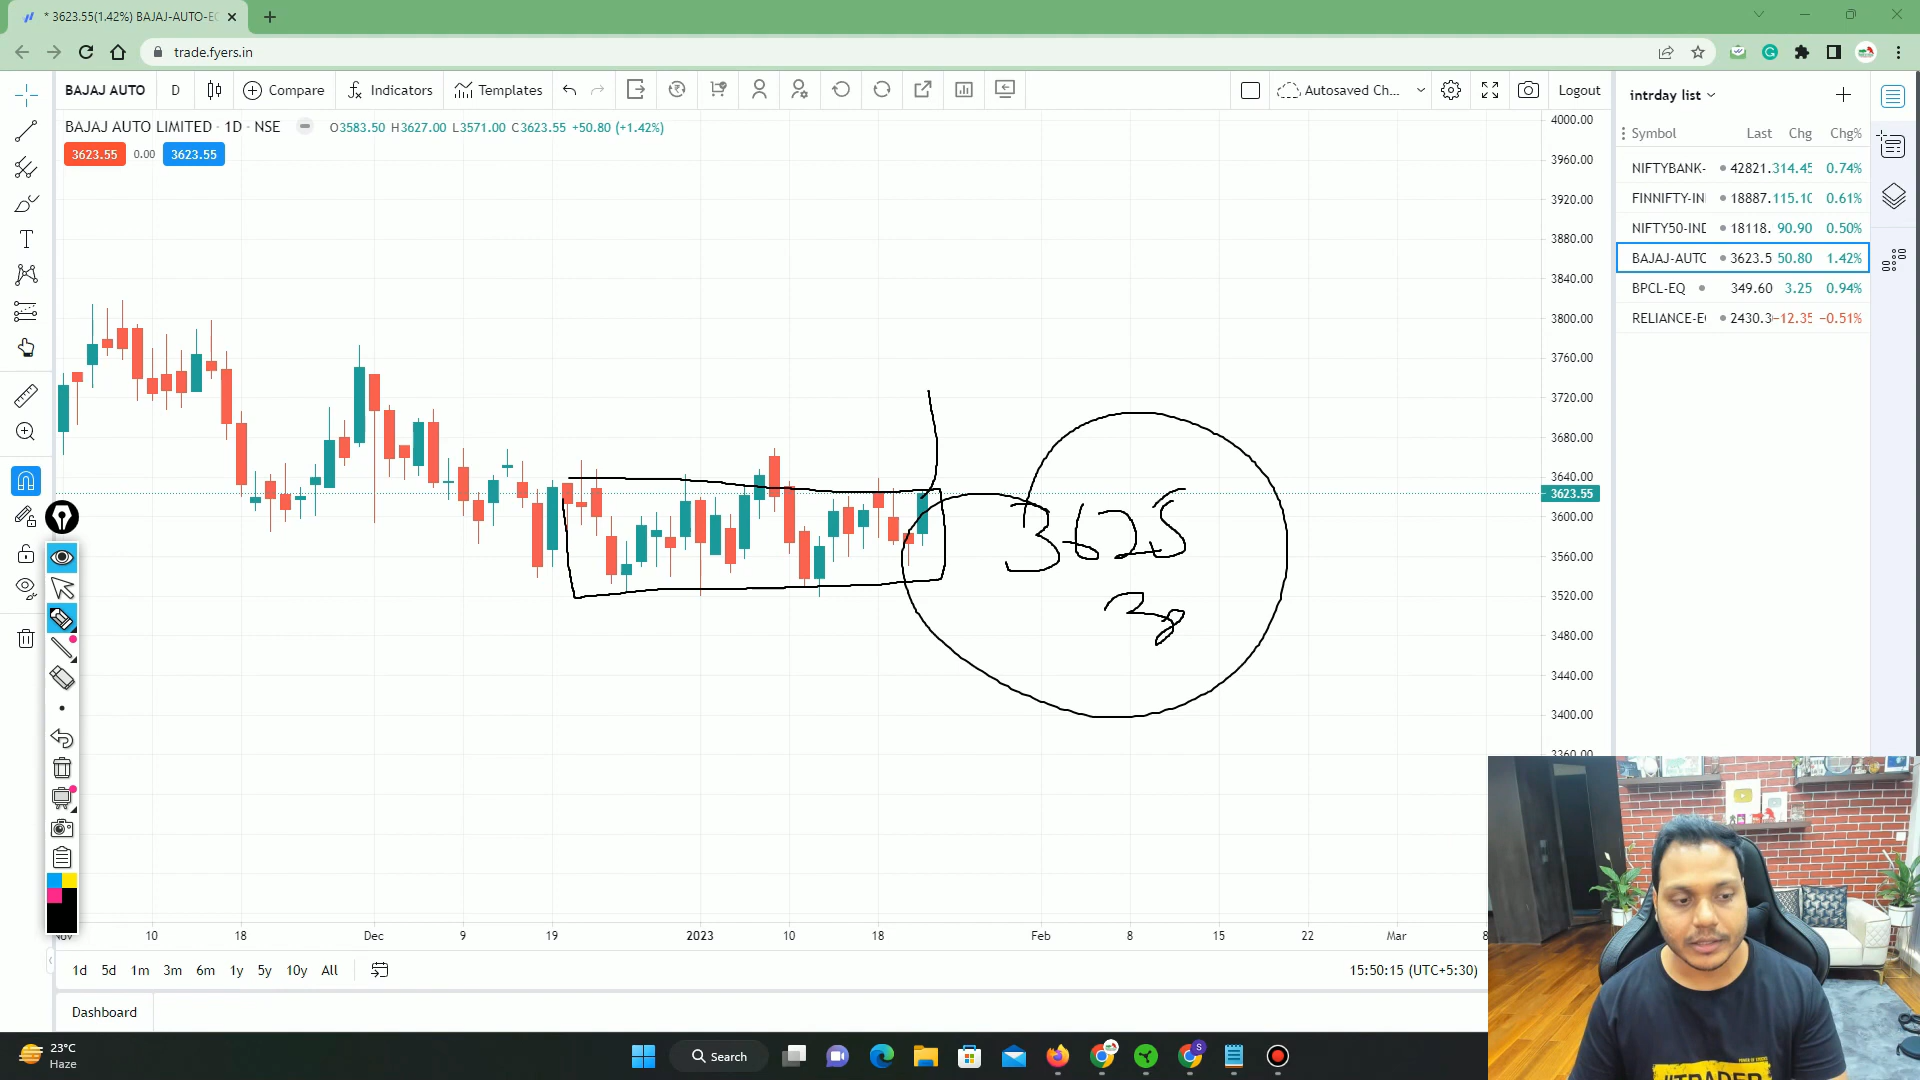 * 3623.55(1.42%) BAJAJ-AUTO-EC
trade.fyers.in
BAJAJ AUTO D Compare Indicators Templates Autosaved Ch... Logout
BAJAJ AUTO LIMITED · 1D · NSE O3583.50 H3627.00 L3571.00 C3623.55 +50.80 (+1.42%)
3623.55 0.00 3623.55
intrday list
Symbol Last Chg Chg%
NIFTYBANK- 42821. 314.45 0.74%
FINNIFTY-IN 18887. 115.10 0.61%
NIFTY50-IND 18118. 90.90 0.50%
BAJAJ-AUTO 3623.5 50.80 1.42%
BPCL-EQ 349.60 3.25 0.94%
RELIANCE-E 2430.3 −12.35 −0.51%
4000.00
3960.00
3920.00
3880.00
3840.00
3800.00
3760.00
3720.00
3680.00
3640.00
3623.55
3600.00
3560.00
3520.00
3480.00
3440.00
3400.00
3360.00
3625
Nov 10 18 Dec 9 19 2023 10 18 Feb 8 15 22 Mar 8
1d 5d 1m 3m 6m 1y 5y 10y All
15:50:15 (UTC+5:30)
Dashboard
23°C
Haze
Search
#TRADER